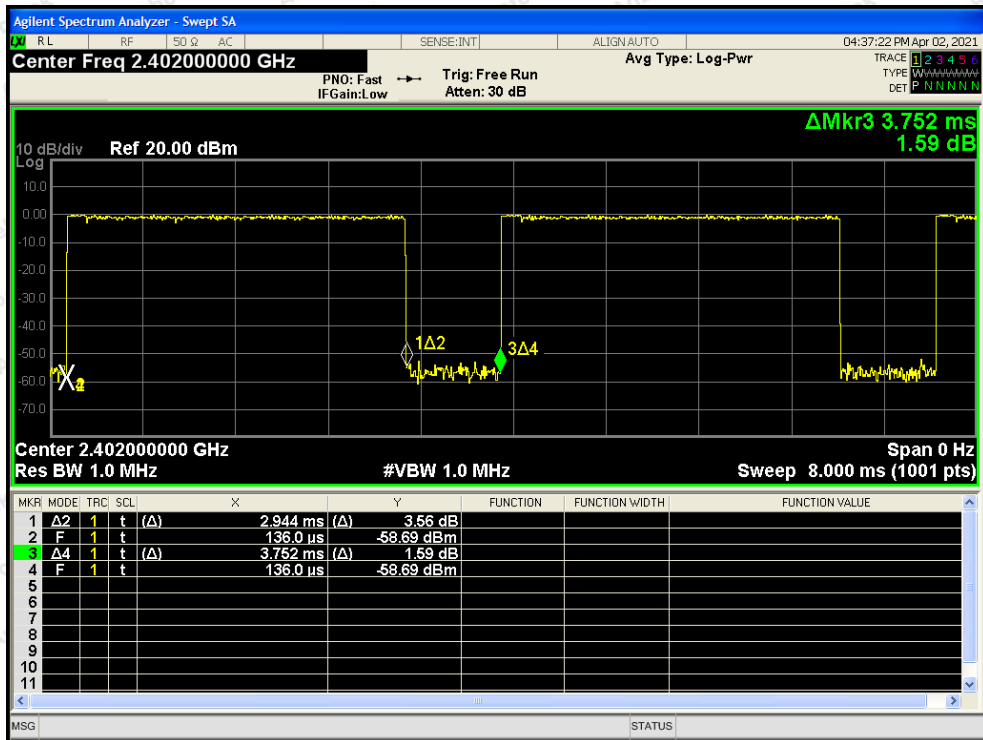 Agilent Spectrum Analyzer - Swept SA
LXI RL RF 50 Ω AC SENSE:INT ALIGNAUTO 04:37:22 PM Apr 02, 2021
Center Freq 2.402000000 GHz
Avg Type: Log-Pwr
TRACE 1 2 3 4 5 6
PNO: Fast Trig: Free Run
TYPE WWWWWW
IFGain:Low Atten: 30 dB
DET P N N N N N
ΔMkr3 3.752 ms
10 dB/div Ref 20.00 dBm 1.59 dB
Log
10.0
0.00
-10.0
-20.0
-30.0
-40.0
-50.0
1Δ2
3Δ4
-60.0
-70.0
Center 2.402000000 GHz Span 0 Hz
Res BW 1.0 MHz #VBW 1.0 MHz Sweep 8.000 ms (1001 pts)
MKR MODE TRC SCL X Y FUNCTION FUNCTION WIDTH FUNCTION VALUE
1 Δ2 1 t (Δ) 2.944 ms (Δ) 3.56 dB
2 F 1 t 136.0 µs -58.69 dBm
3 Δ4 1 t (Δ) 3.752 ms (Δ) 1.59 dB
4 F 1 t 136.0 µs -58.69 dBm
5
6
7
8
9
10
11
MSG STATUS